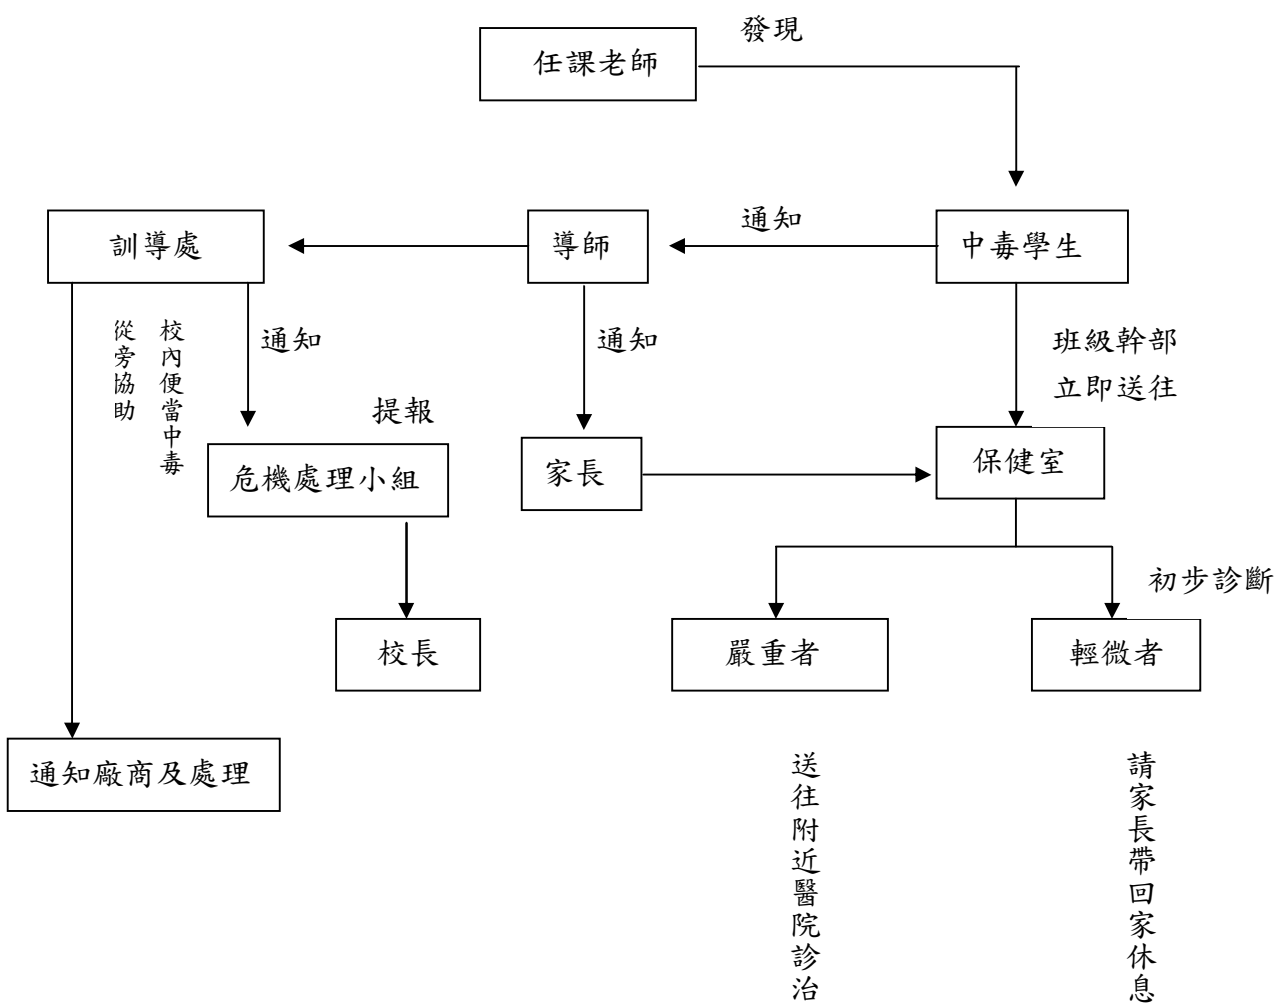 發現
任課老師
通知
訓導處
導師
中毒學生
校內便當中毒
從旁協助
通知
通知
班級幹部
立即送往
提報
危機處理小組
家長
保健室
初步診斷
校長
嚴重者
輕微者
通知廠商及處理
送往附近醫院診治
請家長帶回家休息